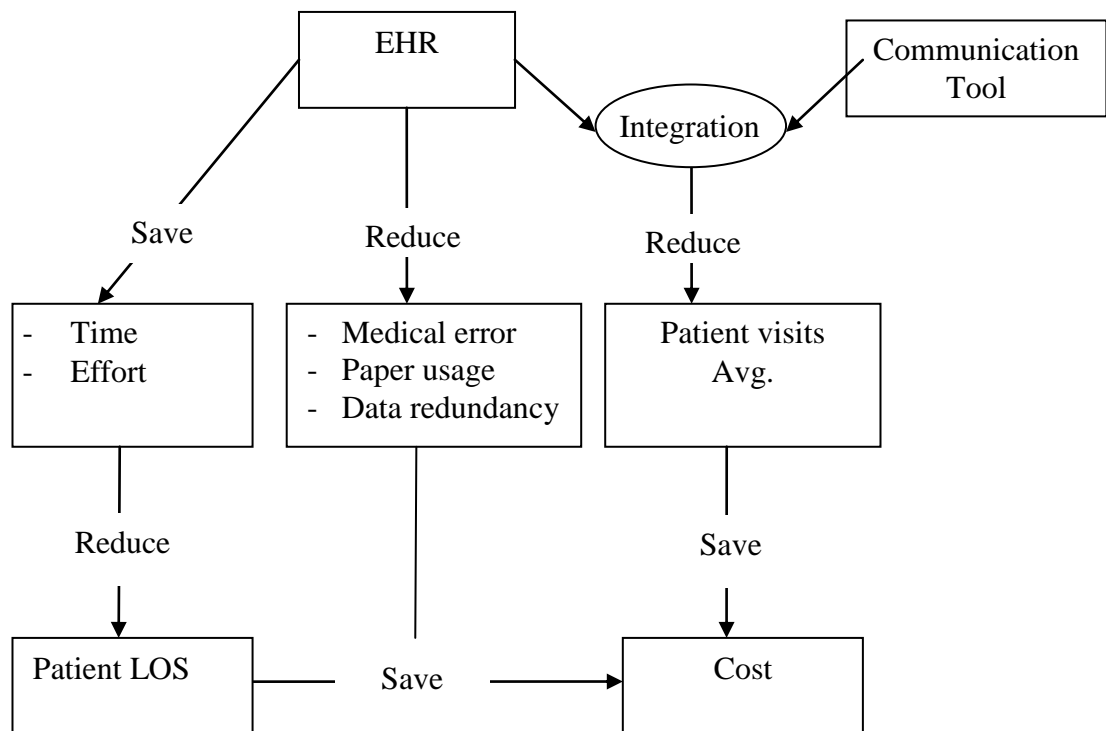 EHR
Communication
Tool
Integration
Save
Reduce
Reduce
- Time
- Effort
- Medical error
- Paper usage
- Data redundancy
Patient visits
Avg.
Reduce
Save
Patient LOS
Save
Cost